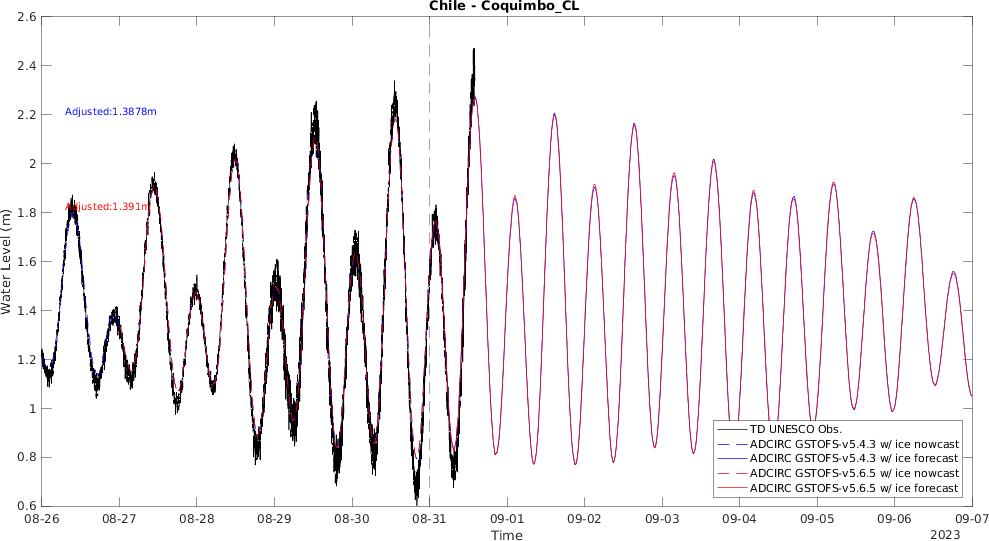 Chile - Coquimbo_CL
2.6
2.4
2.2
2
1.8
1.6
1.4
1.2
1
0.8
0.6
Water Level (m)
Adjusted:1.3878m
Adjusted:1.391m
TD UNESCO Obs.
ADCIRC GSTOFS-v5.4.3 w/ ice nowcast
ADCIRC GSTOFS-v5.4.3 w/ ice forecast
ADCIRC GSTOFS-v5.6.5 w/ ice nowcast
ADCIRC GSTOFS-v5.6.5 w/ ice forecast
08-26 08-27 08-28 08-29 08-30 08-31 09-01 09-02 09-03 09-04 09-05 09-06 09-07
Time
2023